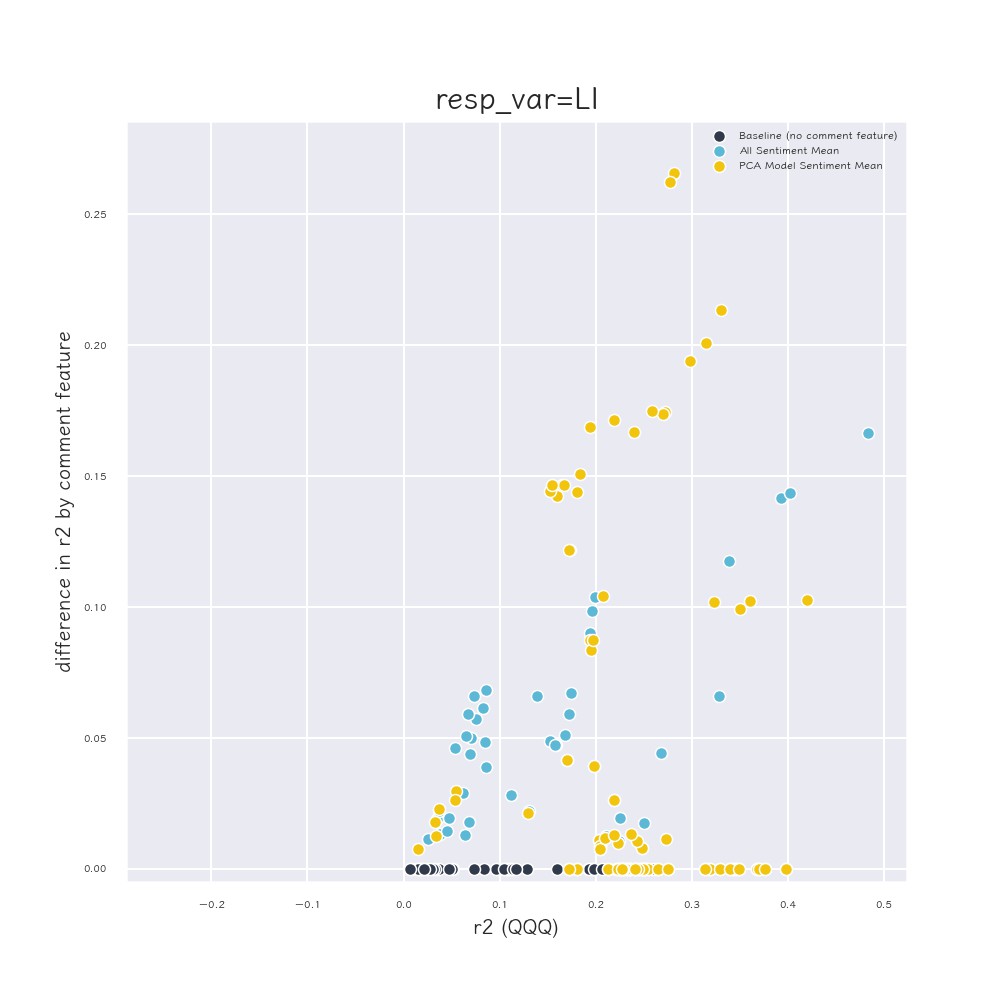 resp_var=LI
Baseline (no comment feature)
All Sentiment Mean
PCA Model Sentiment Mean
difference in r2 by comment feature
0.25
0.20
0.15
0.10
0.05
0.00
−0.2
−0.1
0.0
0.1
0.2
0.3
0.4
0.5
r2 (QQQ)